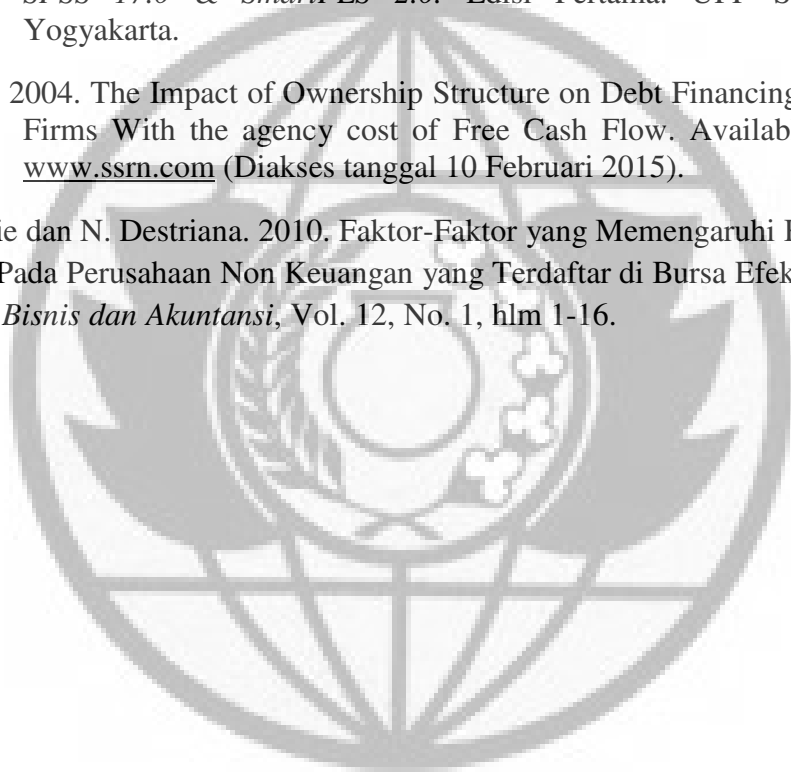 SPSS 17.0 & SmartPLS 2.0. Edisi Pertama. UPP S
Yogyakarta.
2004. The Impact of Ownership Structure on Debt Financing
Firms With the agency cost of Free Cash Flow. Availab
www.ssrn.com (Diakses tanggal 10 Februari 2015).
ie dan N. Destriana. 2010. Faktor-Faktor yang Memengaruhi
Pada Perusahaan Non Keuangan yang Terdaftar di Bursa Efek
Bisnis dan Akuntansi, Vol. 12, No. 1, hlm 1-16.